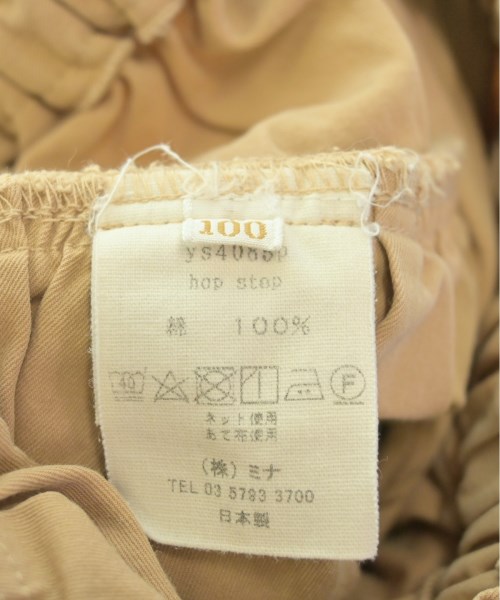 100
ys4085p
hop stop
綿 100%
40 F
ネット使用
あて布使用
(株) ミナ
TEL 03 5793 3700
日本製